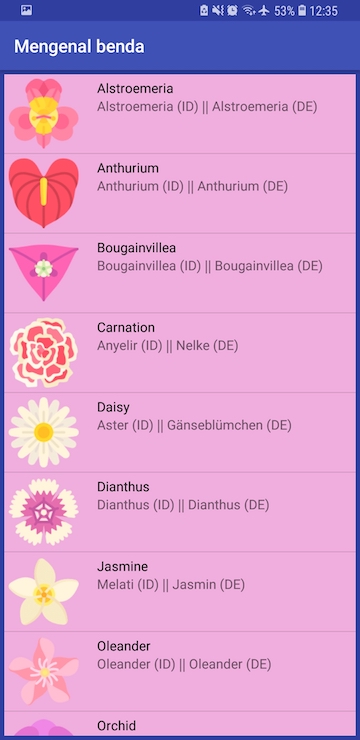 53% 12:35
Mengenal benda
Alstroemeria
Alstroemeria (ID) || Alstroemeria (DE)
Anthurium
Anthurium (ID) || Anthurium (DE)
Bougainvillea
Bougainvillea (ID) || Bougainvillea (DE)
Carnation
Anyelir (ID) || Nelke (DE)
Daisy
Aster (ID) || Gänseblümchen (DE)
Dianthus
Dianthus (ID) || Dianthus (DE)
Jasmine
Melati (ID) || Jasmin (DE)
Oleander
Oleander (ID) || Oleander (DE)
Orchid